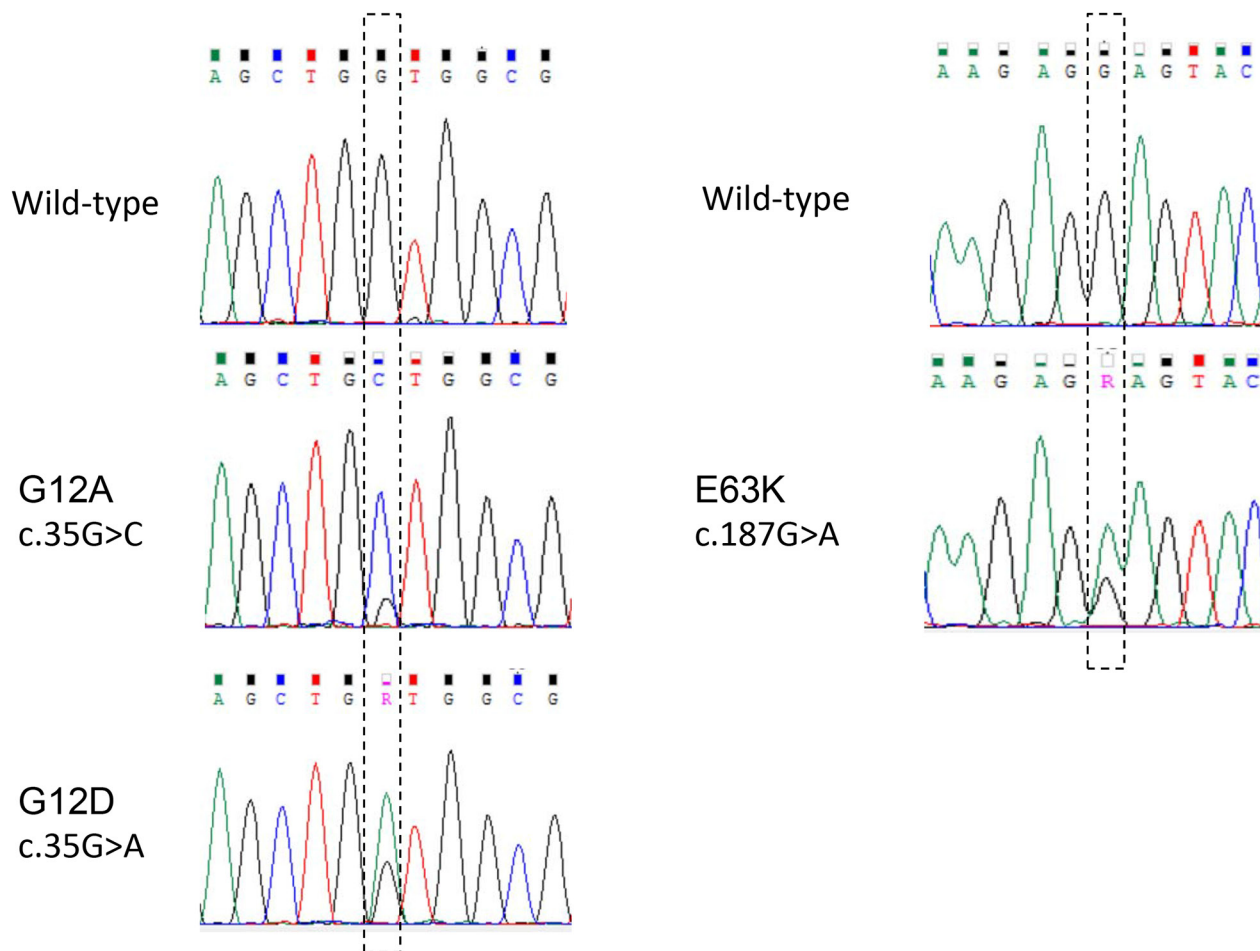 A G C T G G T G G C G
Wild-type
A G C T G C T G G C G
G12A
c.35G>C
A G C T G R T G G C G
G12D
c.35G>A
A A G A G G A G T A C
Wild-type
A A G A G R A G T A C
E63K
c.187G>A